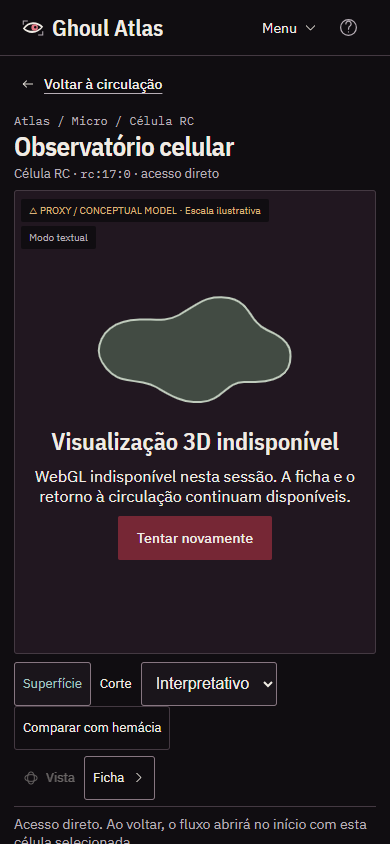 Ghoul Atlas
Menu
Voltar à circulação
Atlas / Micro / Célula RC
Observatório celular
Célula RC · rc:17:0 · acesso direto
△ PROXY / CONCEPTUAL MODEL · Escala ilustrativa
Modo textual
Visualização 3D indisponível
WebGL indisponível nesta sessão. A ficha e o
retorno à circulação continuam disponíveis.
Tentar novamente
Superfície Corte Interpretativo
Comparar com hemácia
Vista Ficha
Acesso direto. Ao voltar, o fluxo abrirá no início com esta
célula selecionada.